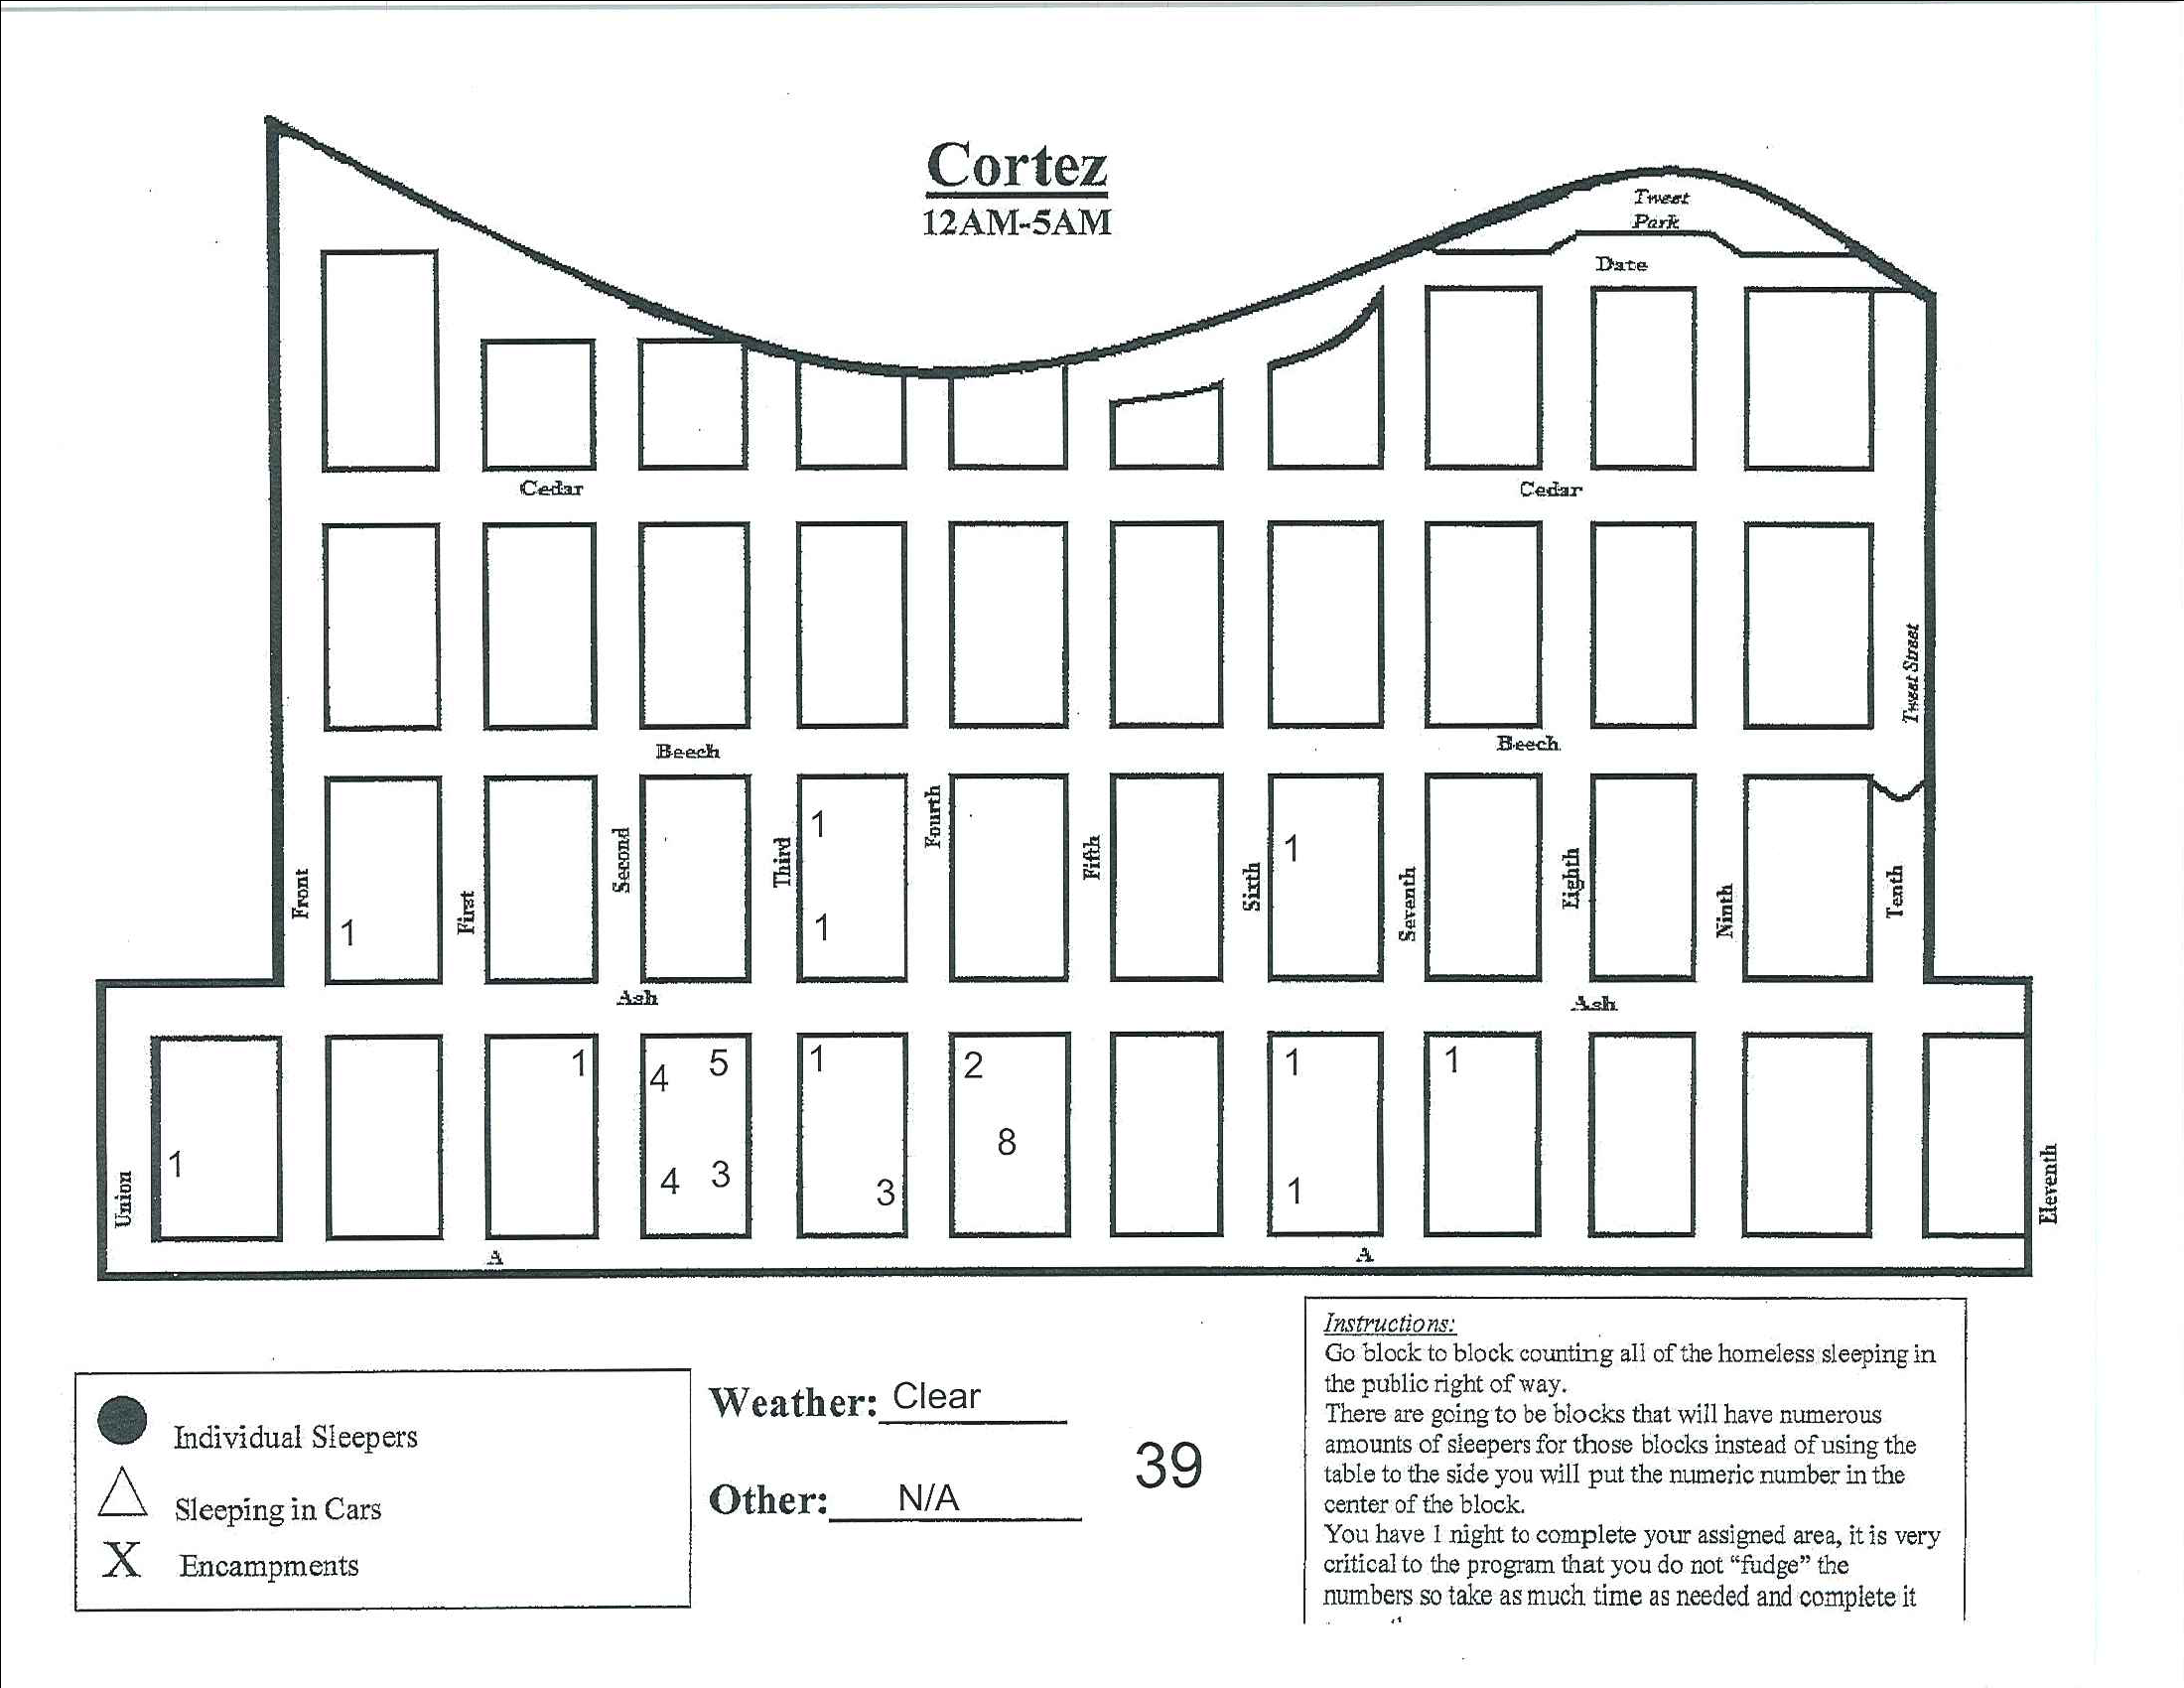 Cortez
12AM-5AM
Tweet
Park
Date
Cedar
Cedar
Tweet Street
Beech
Beech
Front
First
Second
Third
Fourth
Fifth
Sixth
Seventh
Eighth
Ninth
Tenth
1
1
1
1
Ash
Ash
Union
1
1
4
5
4
3
1
3
2
8
1
1
1
Eleventh
A
A
Individual Sleepers
Sleeping in Cars
X Encampments
Weather: Clear
Other: N/A
39
Instructions:
Go block to block counting all of the homeless sleeping in
the public right of way.
There are going to be blocks that will have numerous
amounts of sleepers for those blocks instead of using the
table to the side you will put the numeric number in the
center of the block.
You have 1 night to complete your assigned area, it is very
critical to the program that you do not “fudge” the
numbers so take as much time as needed and complete it